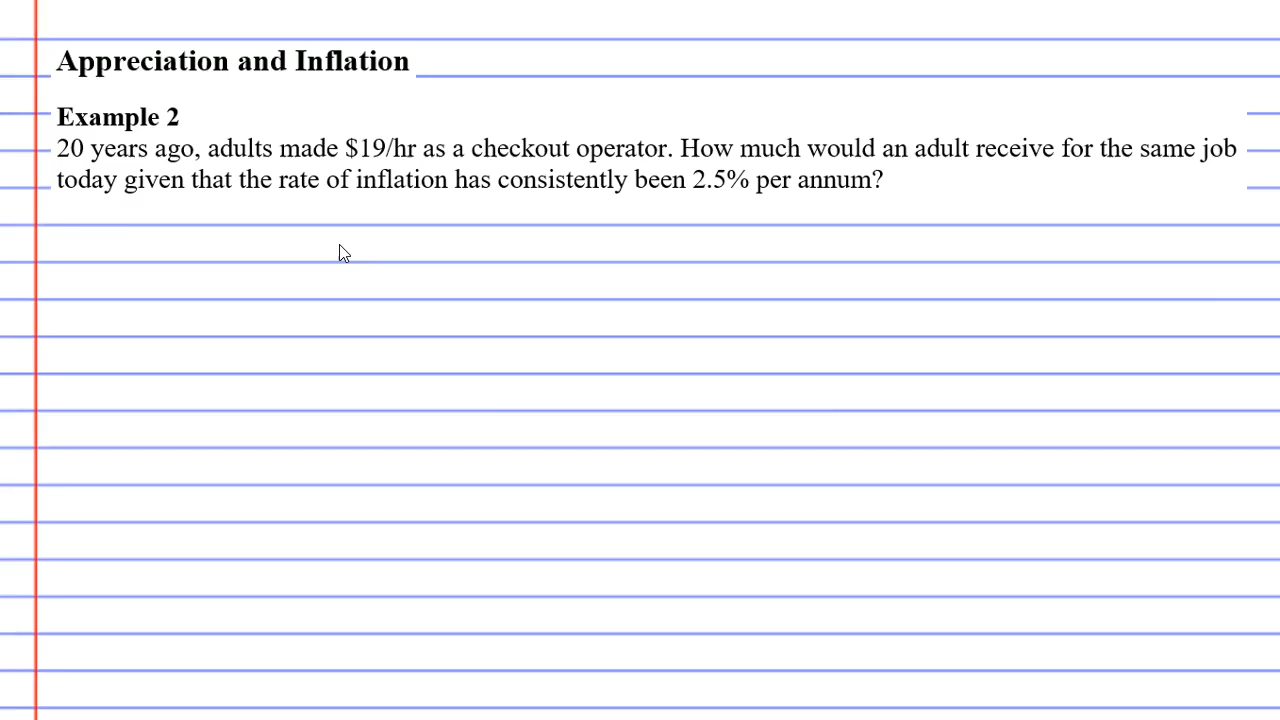 Appreciation and Inflation
Example 2
20 years ago, adults made $19/hr as a checkout operator. How much would an adult receive for the same job
today given that the rate of inflation has consistently been 2.5% per annum?